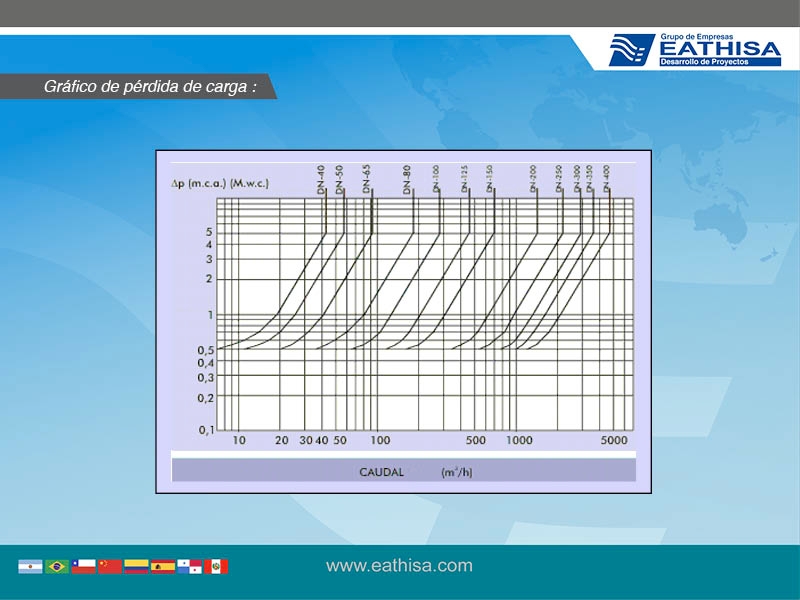 Grupo de Empresas
EATHISA
Desarrollo de Proyectos
Gráfico de pérdida de carga :
Δp (m.c.a.) (M.w.c.)
DN-40 DN-50 DN-65 DN-80 DN-100 DN-125 DN-150 DN-200 DN-250 DN-300 DN-350 DN-400
5
4
3
2
1
0,5
0,4
0,3
0,2
0,1
10 20 30 40 50 100 500 1000 5000
CAUDAL (m³/h)
www.eathisa.com